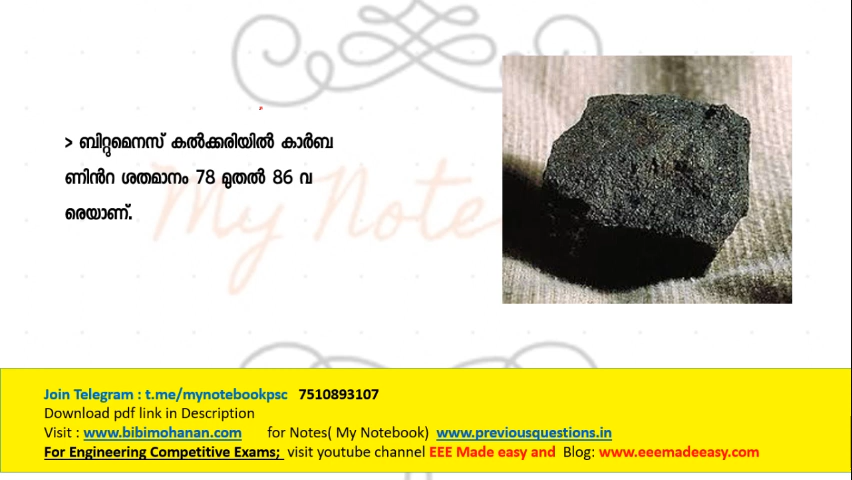 > ബിറ്റുമെനസ് കൽക്കരിയിൽ കാർബ
ണിൻറ ശതമാനം 78 മുതൽ 86 വ
രെയാണ്.
My Note
Join Telegram : t.me/mynotebookpsc 7510893107
Download pdf link in Description
Visit : www.bibimohanan.com for Notes( My Notebook) www.previousquestions.in
For Engineering Competitive Exams; visit youtube channel EEE Made easy and Blog: www.eeemadeeasy.com